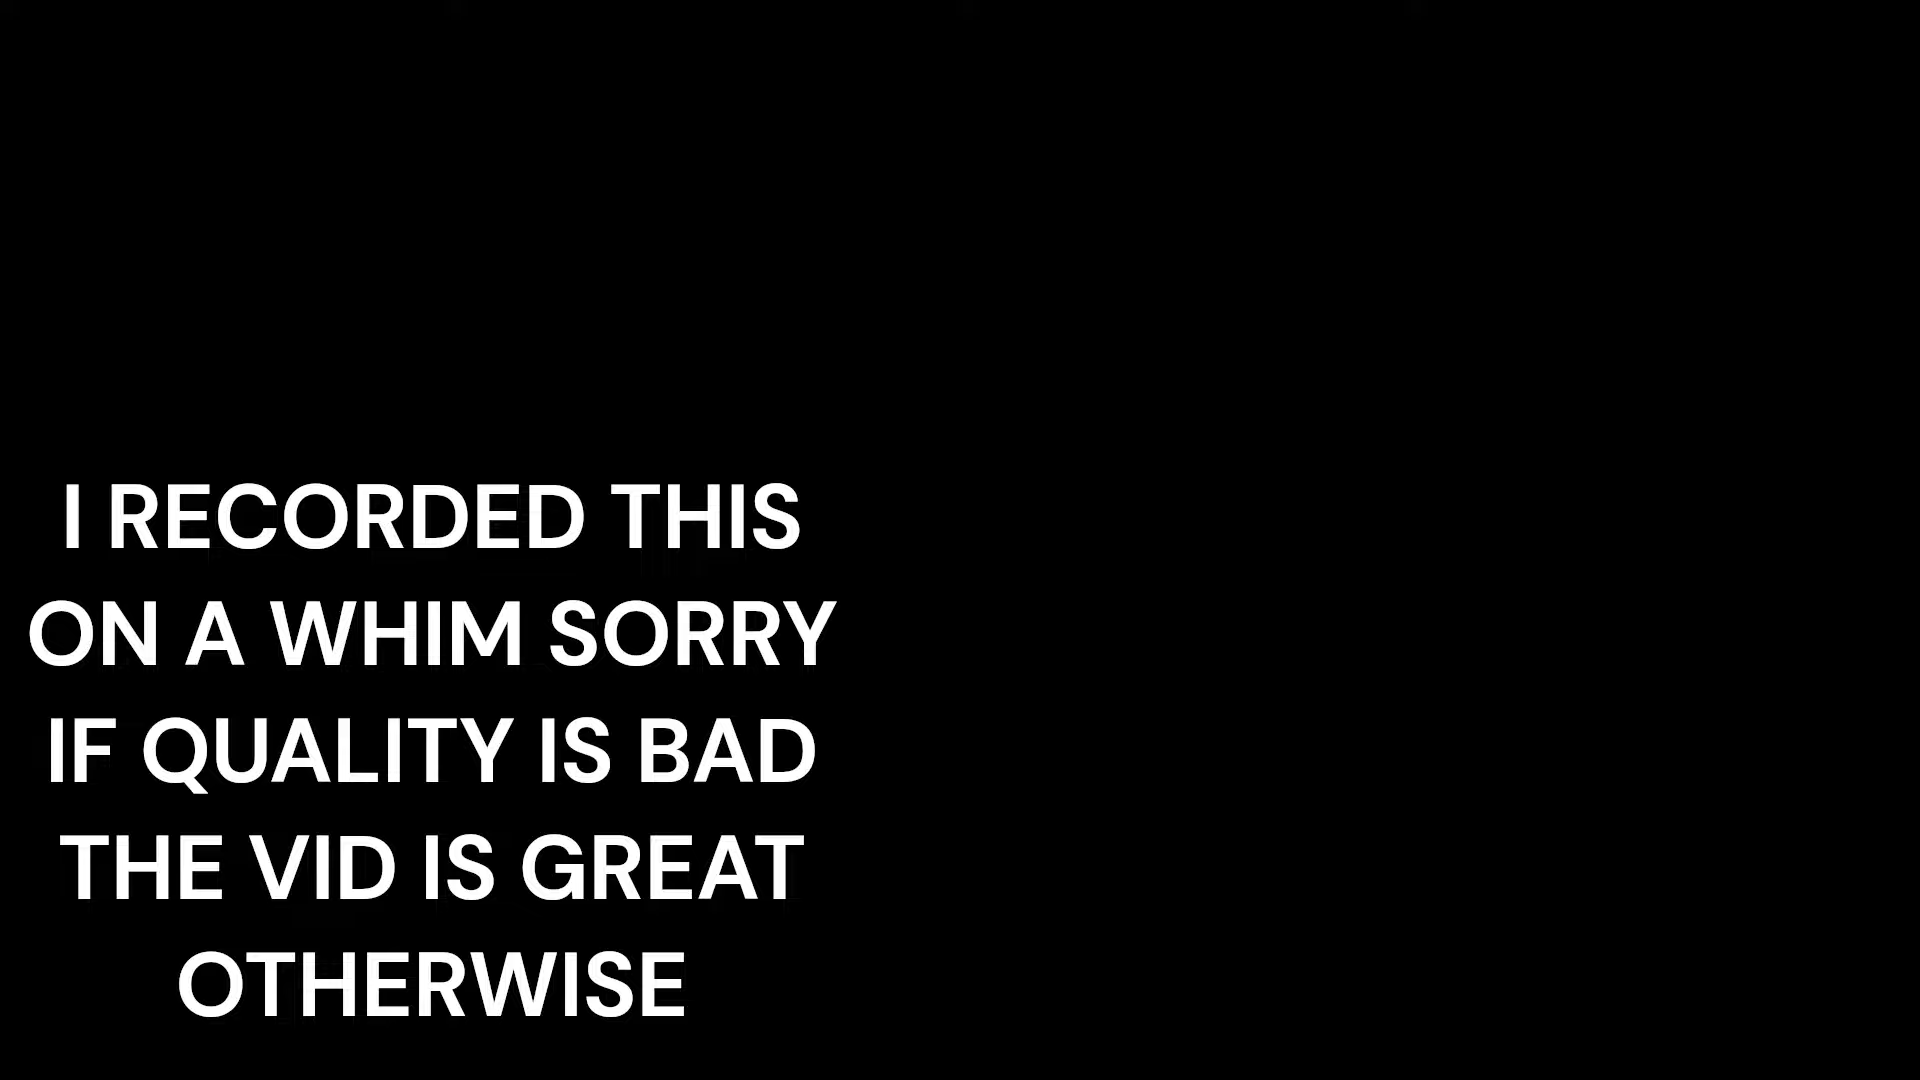 I RECORDED THIS
ON A WHIM SORRY
IF QUALITY IS BAD
THE VID IS GREAT
OTHERWISE